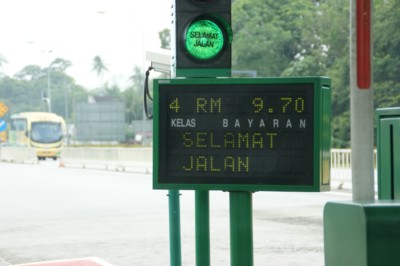 SELAMAT
JALAN
4 RM 9.70
KELAS BAYARAN
SELAMAT
JALAN